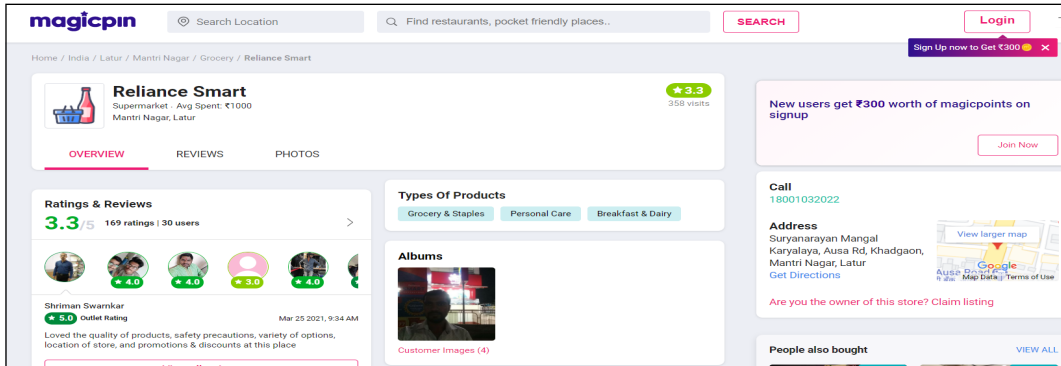 magicpin
Search Location
Find restaurants, pocket friendly places..
SEARCH
Login
Sign Up now to Get ₹300
Home / India / Latur / Mantri Nagar / Grocery / Reliance Smart
Reliance Smart
Supermarket - Avg Spent: ₹1000
Mantri Nagar, Latur
3.3
358 visits
OVERVIEW REVIEWS PHOTOS
Ratings & Reviews
3.3/5 169 ratings | 30 users
4.0 4.0 3.0 4.0
Shriman Swarnkar
5.0 Outlet Rating Mar 25 2021, 9:34 AM
Loved the quality of products, safety precautions, variety of options,
location of store, and promotions & discounts at this place
Types Of Products
Grocery & Staples Personal Care Breakfast & Dairy
Albums
Customer Images (4)
New users get ₹300 worth of magicpoints on
signup
Join Now
Call
18001032022
Address
Suryanarayan Mangal
Karyalaya, Ausa Rd, Khadgaon,
Mantri Nagar, Latur
Get Directions
View larger map
Google
Ausa Road
Map Data Terms of Use
Are you the owner of this store? Claim listing
People also bought VIEW ALL